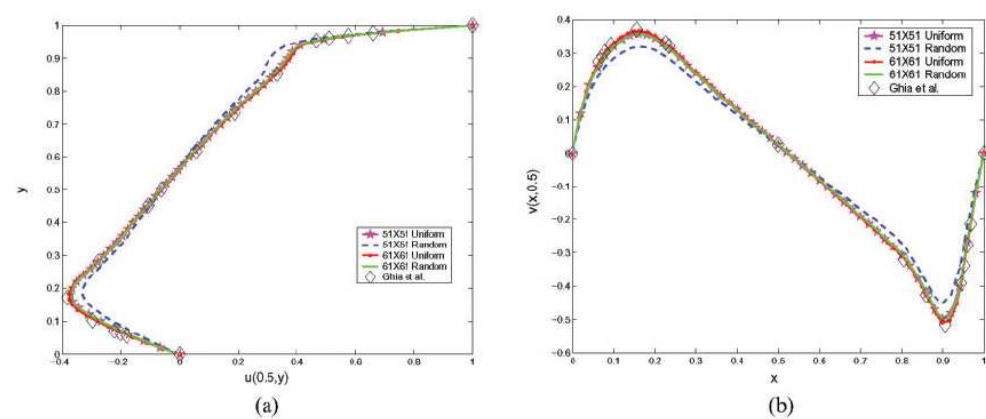 1
0.9
0.8
0.7
0.6
0.5
0.4
0.3
0.2
0.1
0
y
-0.4 -0.2 0 0.2 0.4 0.6 0.8 1
u(0.5,y)
51X51 Uniform
51X51 Random
61X61 Uniform
61X61 Random
Ghia et al.
(a)
0.4
0.3
0.2
0.1
-0.1
-0.2
-0.3
-0.4
-0.5
-0.6
v(x,0.5)
0 0.1 0.2 0.3 0.4 0.5 0.6 0.7 0.8 0.9 1
x
51X51 Uniform
51X51 Random
61X61 Uniform
61X61 Random
Ghia et al.
(b)